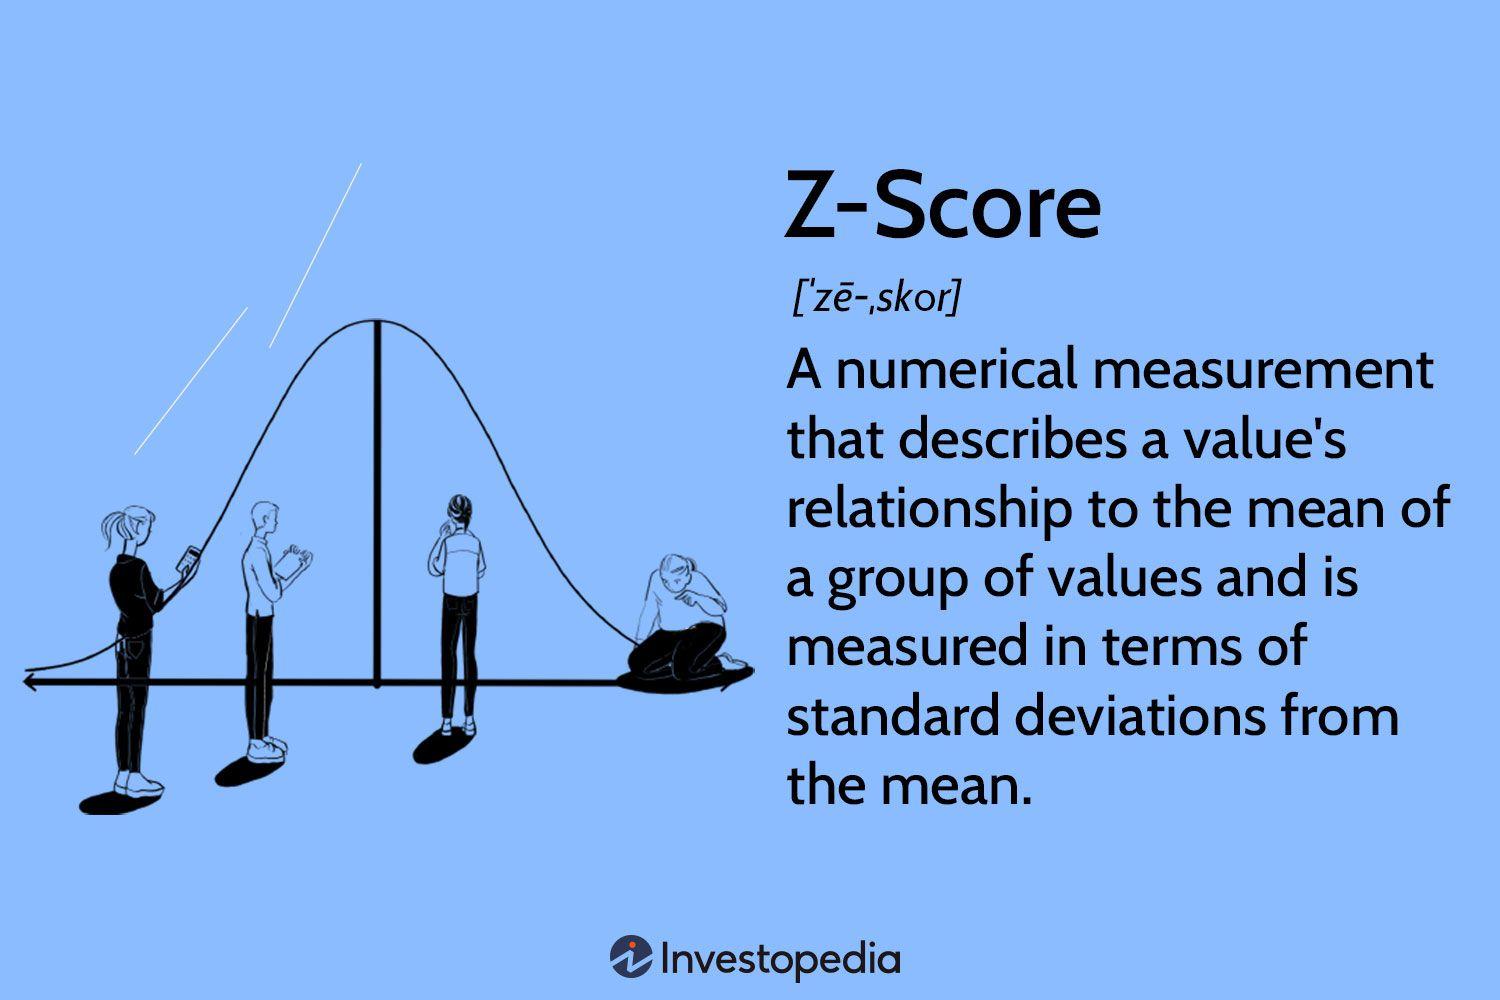 Z-Score
[ˈzē-ˌskor]
A numerical measurement
that describes a value's
relationship to the mean of
a group of values and is
measured in terms of
standard deviations from
the mean.
Investopedia